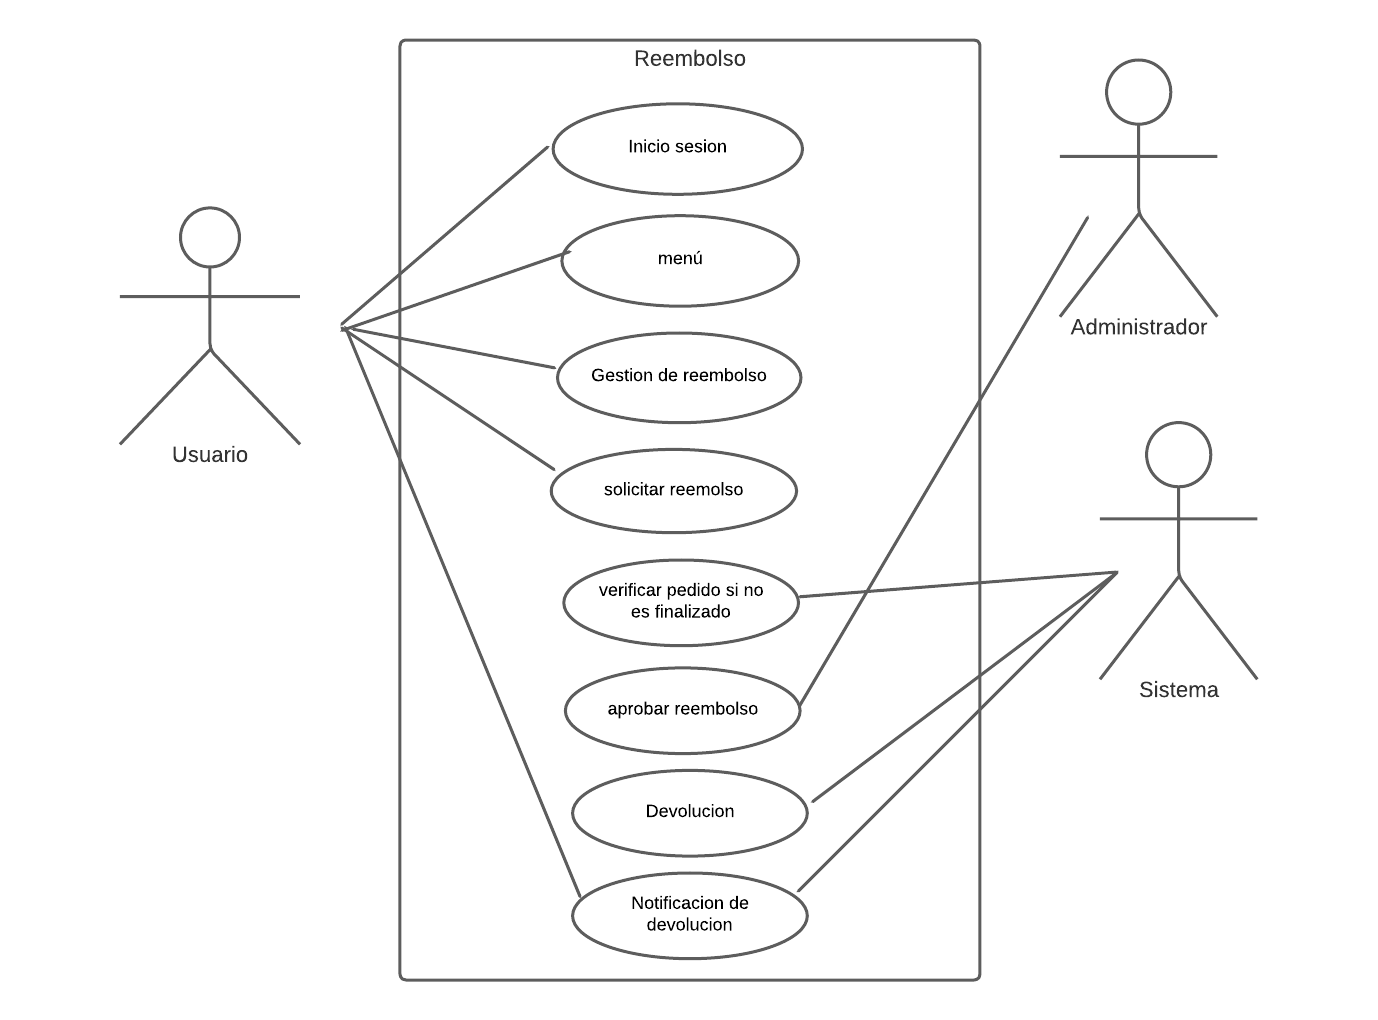 Reembolso
Inicio sesion
menú
Gestion de reembolso
solicitar reemolso
verificar pedido si no
es finalizado
aprobar reembolso
Devolucion
Notificacion de
devolucion
Usuario
Administrador
Sistema